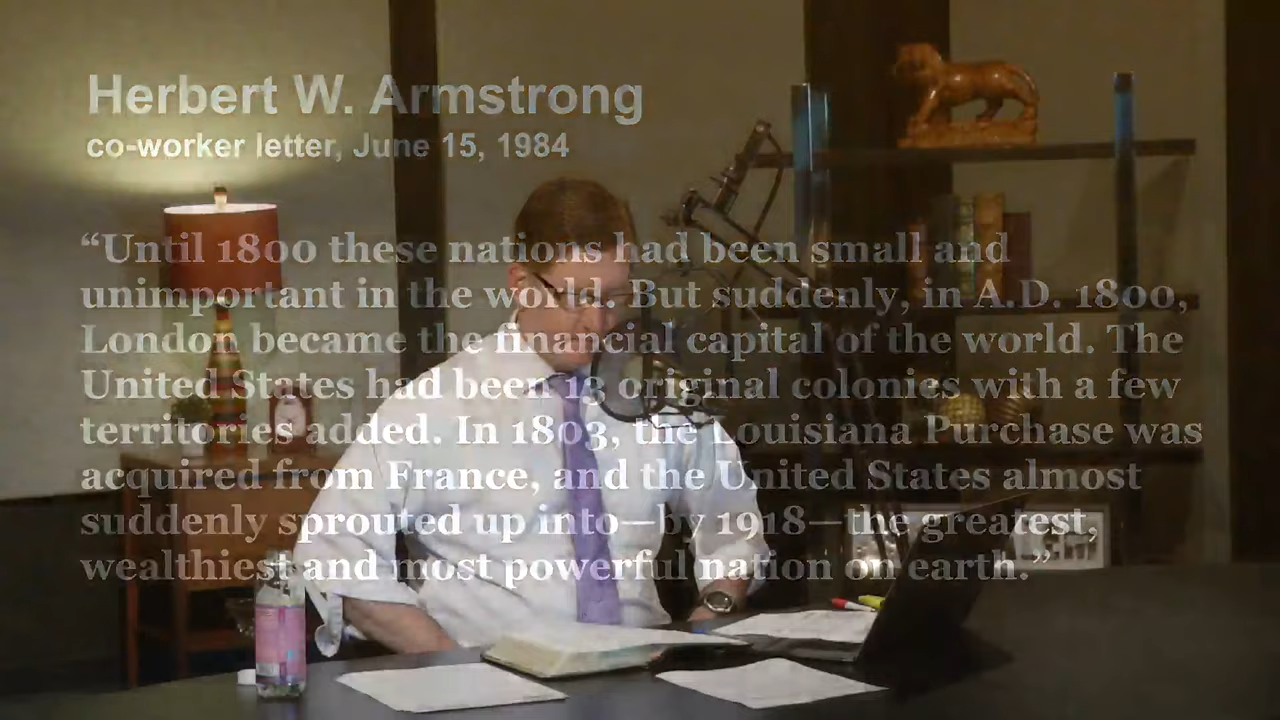 Herbert W. Armstrong
co-worker letter, June 15, 1984
“Until 1800 these nations had been small and
unimportant in the world. But suddenly, in A.D. 1800,
London became the financial capital of the world. The
United States had been 13 original colonies with a few
territories added. In 1803, the Louisiana Purchase was
acquired from France, and the United States almost
suddenly sprouted up into—by 1918—the greatest,
wealthiest and most powerful nation on earth.”